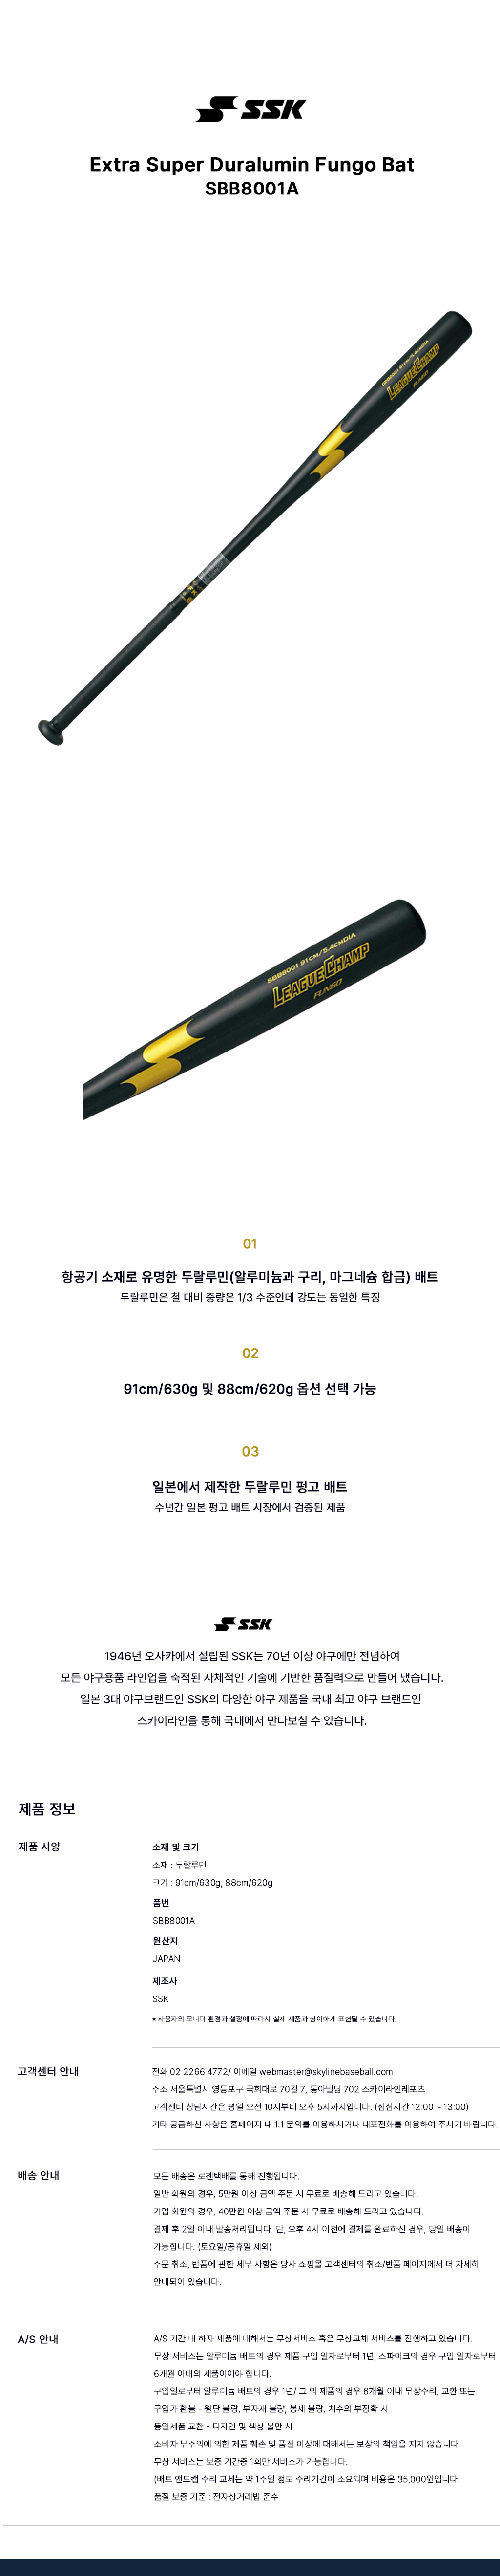 SSK
Extra Super Duralumin Fungo Bat
SBB8001A
LEAGUE CHAMP
FUNGO
SBB8001 91CM/5.4CMDIA
LEAGUE CHAMP
FUNGO
01
항공기 소재로 유명한 두랄루민(알루미늄과 구리, 마그네슘 합금) 배트
두랄루민은 철 대비 중량은 1/3 수준인데 강도는 동일한 특징
02
91cm/630g 및 88cm/620g 옵션 선택 가능
03
일본에서 제작한 두랄루민 펑고 배트
수년간 일본 펑고 배트 시장에서 검증된 제품
SSK
1946년 오사카에서 설립된 SSK는 70년 이상 야구에만 전념하여
모든 야구용품 라인업을 축적된 자체적인 기술에 기반한 품질력으로 만들어 냈습니다.
일본 3대 야구브랜드인 SSK의 다양한 야구 제품을 국내 최고 야구 브랜드인
스카이라인을 통해 국내에서 만나보실 수 있습니다.
제품 정보
제품 사양
소재 및 크기
소재 : 두랄루민
크기 : 91cm/630g, 88cm/620g
품번
SBB8001A
원산지
JAPAN
제조사
SSK
※ 사용자의 모니터 환경과 설정에 따라서 실제 제품과 상이하게 표현될 수 있습니다.
고객센터 안내
전화 02 2266 4772/ 이메일 webmaster@skylinebaseball.com
주소 서울특별시 영등포구 국회대로 70길 7, 동아빌딩 702 스카이라인레포츠
고객센터 상담시간은 평일 오전 10시부터 오후 5시까지입니다. (점심시간 12:00 ~ 13:00)
기타 궁금하신 사항은 홈페이지 내 1:1 문의를 이용하시거나 대표전화를 이용하여 주시기 바랍니다.
배송 안내
모든 배송은 로젠택배를 통해 진행됩니다.
일반 회원의 경우, 5만원 이상 금액 주문 시 무료로 배송해 드리고 있습니다.
기업 회원의 경우, 40만원 이상 금액 주문 시 무료로 배송해 드리고 있습니다.
결제 후 2일 이내 발송처리됩니다. 단, 오후 4시 이전에 결제를 완료하신 경우, 당일 배송이
가능합니다. (토요일/공휴일 제외)
주문 취소, 반품에 관한 세부 사항은 당사 쇼핑몰 고객센터의 취소/반품 페이지에서 더 자세히
안내되어 있습니다.
A/S 안내
A/S 기간 내 하자 제품에 대해서는 무상서비스 혹은 무상교체 서비스를 진행하고 있습니다.
무상 서비스는 알루미늄 배트의 경우 제품 구입 일자로부터 1년, 스파이크의 경우 구입 일자로부터
6개월 이내의 제품이어야 합니다.
구입일로부터 알루미늄 배트의 경우 1년/ 그 외 제품의 경우 6개월 이내 무상수리, 교환 또는
구입가 환불 - 원단 불량, 부자재 불량, 봉제 불량, 치수의 부정확 시
동일제품 교환 - 디자인 및 색상 불만 시
소비자 부주의에 의한 제품 훼손 및 품질 이상에 대해서는 보상의 책임을 지지 않습니다.
무상 서비스는 보증 기간중 1회만 서비스가 가능합니다.
(배트 앤드캡 수리 교체는 약 1주일 정도 수리기간이 소요되며 비용은 35,000원입니다.
품질 보증 기준 : 전자상거래법 준수